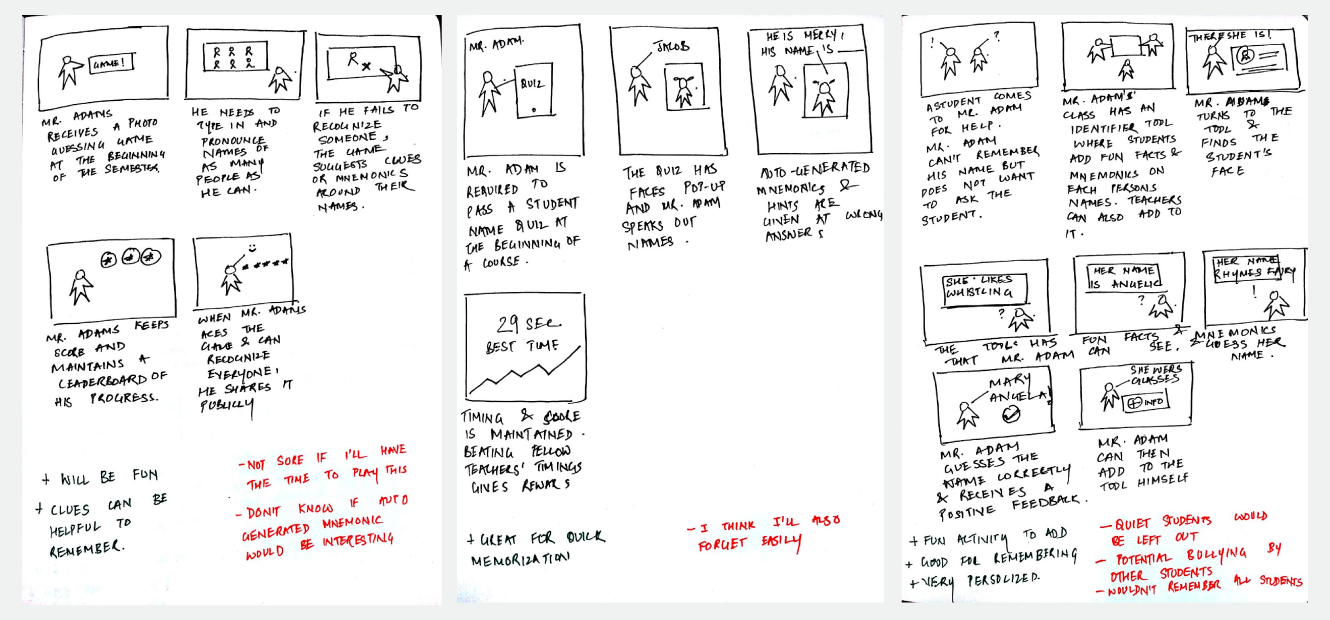 GAME!
MR. ADAMS
RECEIVES A PHOTO
GUESSING GAME
AT THE BEGINNING
OF THE SEMESTER
HE NEEDS TO
TYPE IN AND
PRONOUNCE
NAMES OF
AS MANY
PEOPLE AS
HE CAN.
IF HE FAILS TO
RECOGNIZE
SOMEONE,
THE GAME
SUGGESTS CLUES
OR MNEMONICS
AROUND THEIR
NAMES.
MR. ADAMS KEEPS
SCORE AND
MAINTAINS A
LEADERBOARD OF
HIS PROGRESS.
WHEN MR. ADAMS
ACES THE
GAME & CAN
RECOGNIZE
EVERYONE,
HE SHARES IT
PUBLICLY
+ WILL BE FUN
+ CLUES CAN BE
HELPFUL TO
REMEMBER.
- NOT SORE IF I'LL HAVE
THE TIME TO PLAY THIS
- DON'T KNOW IF AUTO
GENERATED MNEMONIC
WOULD BE INTERESTING
MR. ADAM.
QUIZ
MR. ADAM IS
REQUIRED TO
PASS A STUDENT
NAME QUIZ AT
THE BEGINNING OF
A COURSE.
JACOB
THE QUIZ HAS
FACES POP-UP
AND MR. ADAM
SPEAKS OUT
NAMES.
HE IS MERRY,
HIS NAME IS ___
AUTO-GENERATED
MNEMONICS &
HINTS ARE
GIVEN AT WRONG
ANSWERS
29 SEC
BEST TIME
TIMING & SCORE
IS MAINTAINED.
BEATING FELLOW
TEACHERS' TIMINGS
GIVES REWARS
+ GREAT FOR QUICK
MEMORIZATION
- I THINK I'LL ALSO
FORGET EASILY
! ?
A STUDENT COMES
TO MR. ADAM
FOR HELP.
MR. ADAM
CAN'T REMEMBER
HIS NAME BUT
DOES NOT WANT
TO ASK THE
STUDENT.
MR. ADAM'S'
CLASS HAS AN
IDENTIFIER TOOL
WHERE STUDENTS
ADD FUN FACTS &
MNEMONICS ON
EACH PERSONS
NAMES. TEACHERS
CAN ALSO ADD TO
IT.
THERE SHE IS!
MR. ADAMS
TURNS TO THE
TOOL &
FINDS THE
STUDENT'S
FACE
SHE LIKES
WHISTLING
?
HER NAME
IS ANGELIC
?
HER NAME
RHYMES FAIRY
!
THE TOOL HAS FUN FACTS & MNEMONICS
THAT MR. ADAM CAN SEE, & GUESS HER
NAME.
MARY
ANGELA!
MR. ADAM
GUESSES THE
NAME CORRECTLY
& RECEIVES A
POSITIVE FEEDBACK.
SHE WERS
GLASSES
+ INFO
MR. ADAM
CAN THEN
ADD TO THE
TOOL HIMSELF
+ FUN ACTIVITY TO ADD
+ GOOD FOR REMEMBERING
+ VERY PERSOLIZED.
- QUIET STUDENTS WOULD
BE LEFT OUT
- POTENTIAL BULLYING BY
OTHER STUDENTS
- WOULDN'T REMEMBER ALL STUDENTS